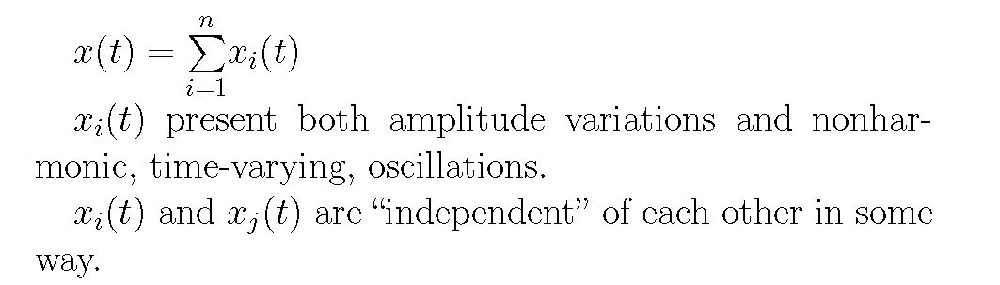 x(t) = \sum_{i=1}^{n} x_i(t)
x_i(t) present both amplitude variations and nonhar-
monic, time-varying, oscillations.
x_i(t) and x_j(t) are “independent” of each other in some
way.